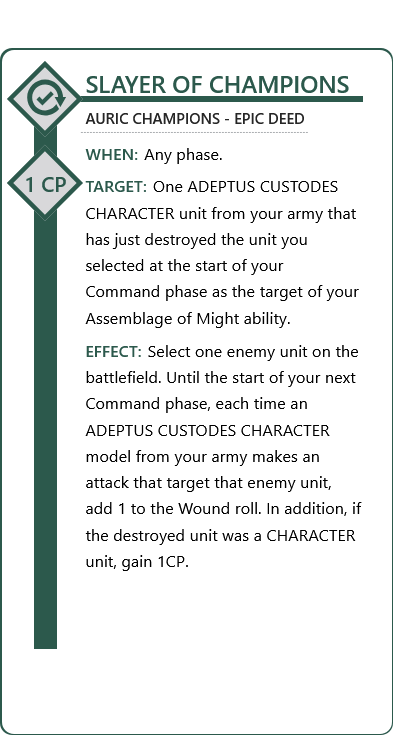 SLAYER OF CHAMPIONS
AURIC CHAMPIONS - EPIC DEED
WHEN: Any phase.
1 CP
TARGET: One ADEPTUS CUSTODES
CHARACTER unit from your army that
has just destroyed the unit you
selected at the start of your
Command phase as the target of your
Assemblage of Might ability.
EFFECT: Select one enemy unit on the
battlefield. Until the start of your next
Command phase, each time an
ADEPTUS CUSTODES CHARACTER
model from your army makes an
attack that target that enemy unit,
add 1 to the Wound roll. In addition, if
the destroyed unit was a CHARACTER
unit, gain 1CP.